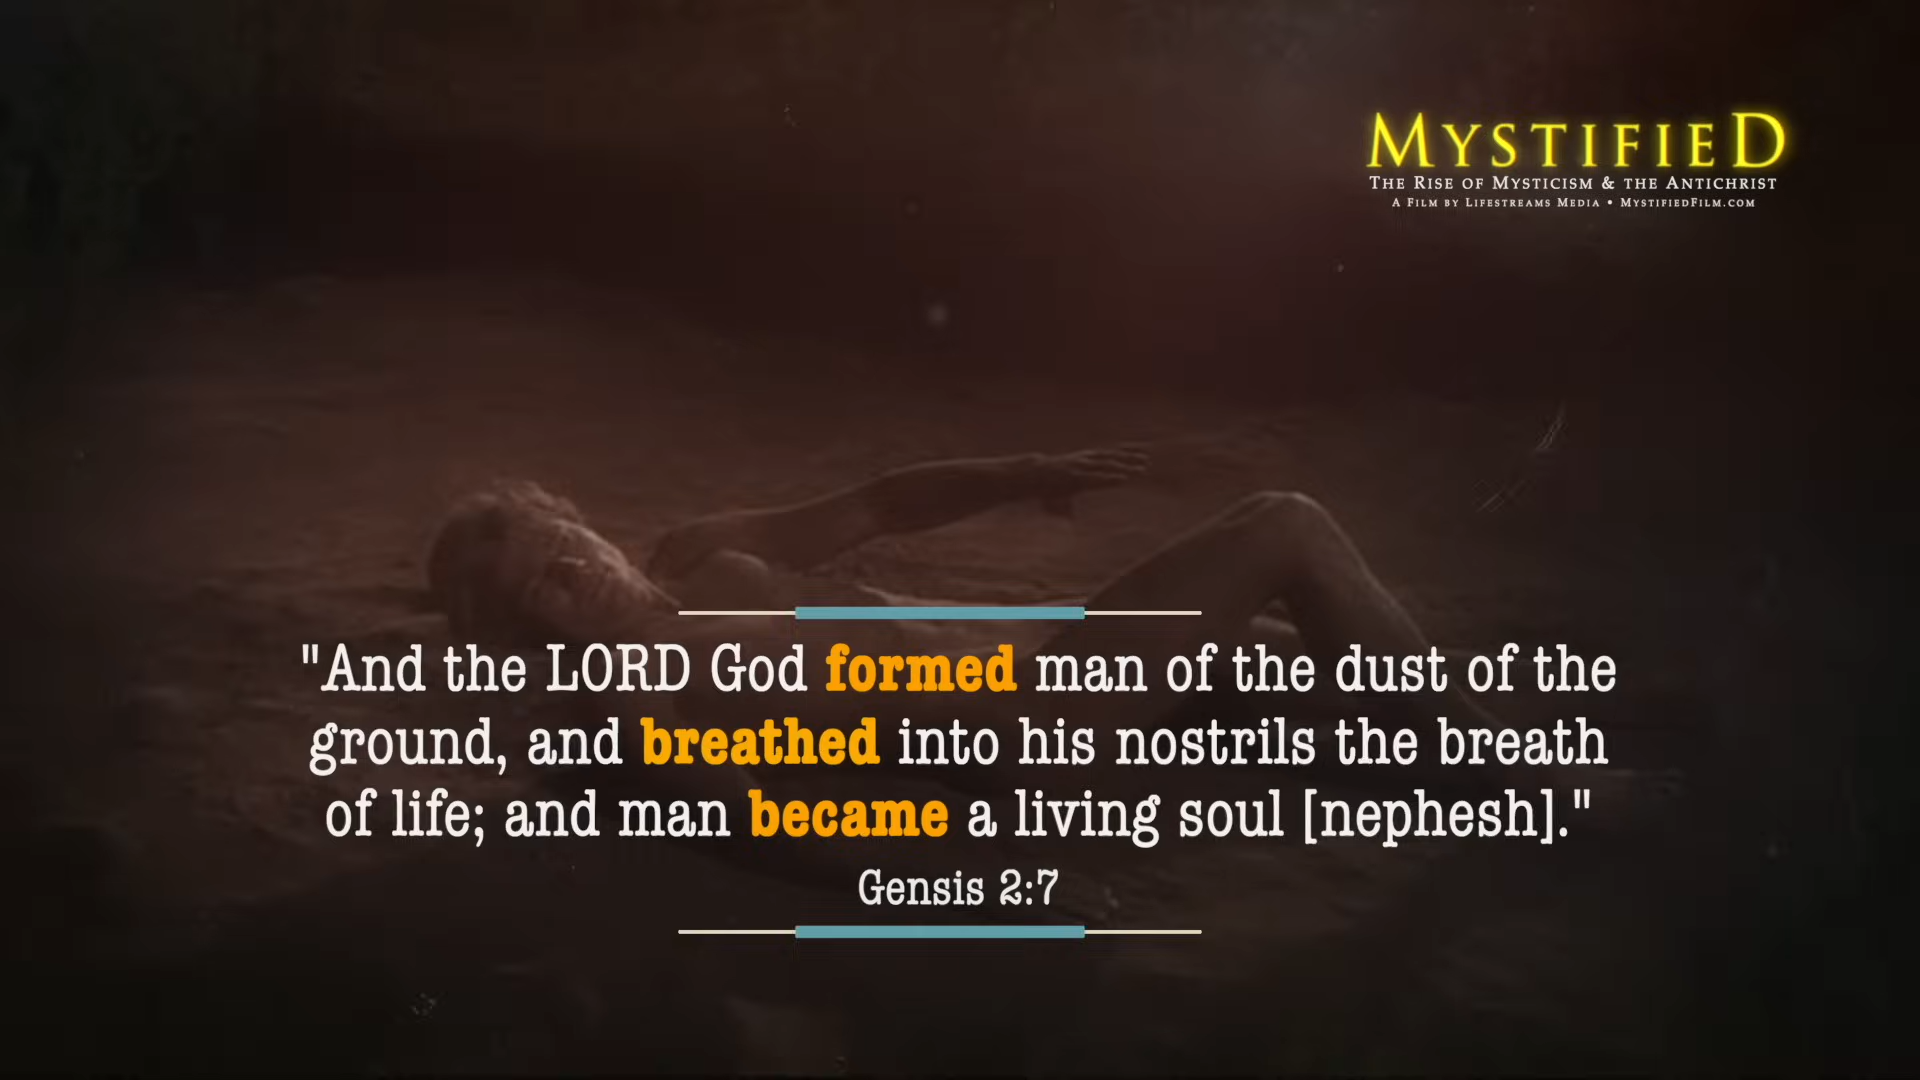 MYSTIFIED
THE RISE OF MYSTICISM & THE ANTICHRIST
A FILM BY LIFESTREAMS MEDIA • MYSTIFIEDFILM.COM
"And the LORD God formed man of the dust of the
ground, and breathed into his nostrils the breath
of life; and man became a living soul [nephesh]."
Gensis 2:7